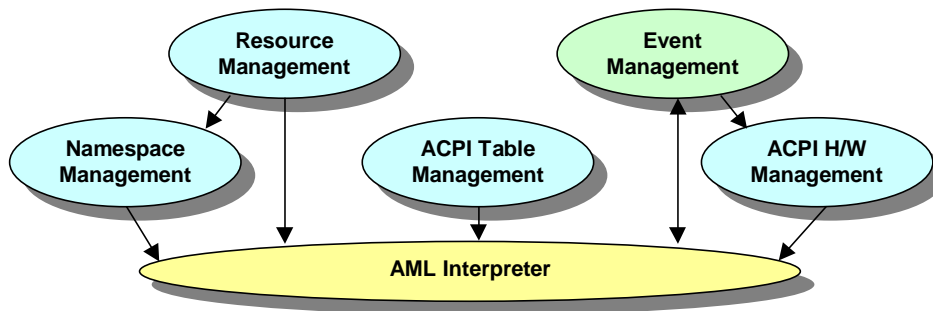 Resource
Management
Event
Management
Namespace
Management
ACPI Table
Management
ACPI H/W
Management
AML Interpreter